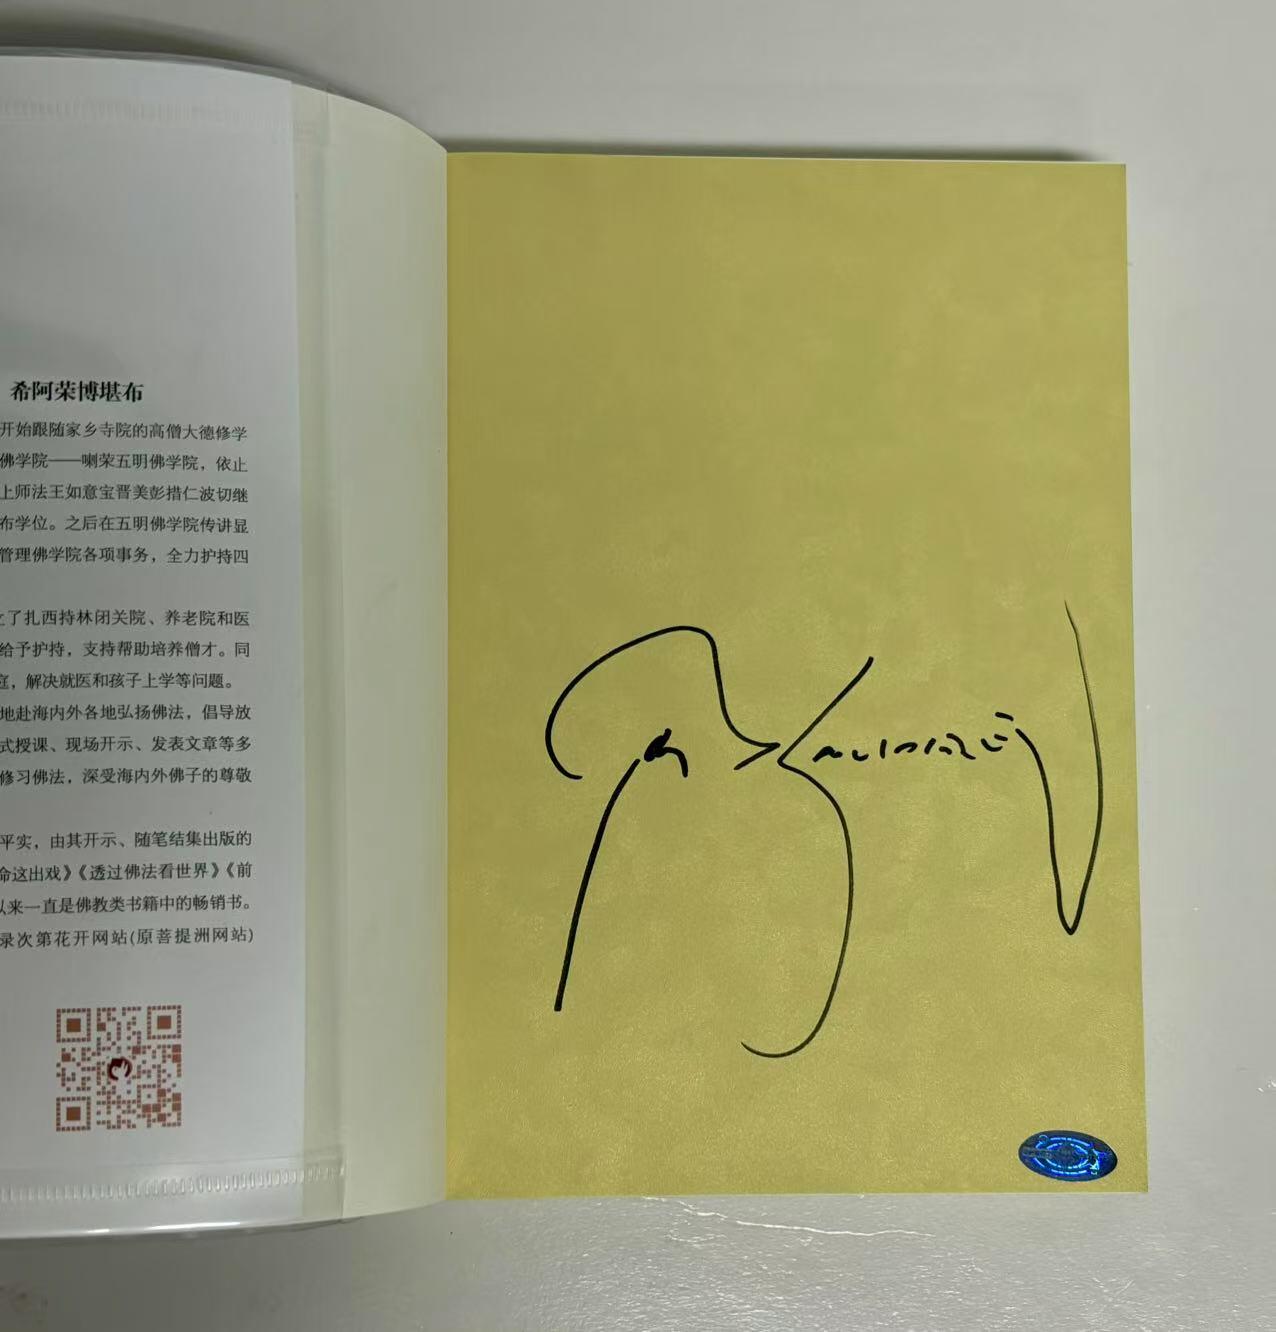 希阿荣博堪布
开始跟随家乡寺院的高僧大德修学
佛学院——喇荣五明佛学院，依止
上师法王如意宝晋美彭措仁波切继
布学位。之后在五明佛学院传讲显
管理佛学院各项事务，全力护持四
了扎西持林闭关院、养老院和医
给予护持，支持帮助培养僧才。同
庭，解决就医和孩子上学等问题。
地赴海内外各地弘扬佛法，倡导放
式授课、现场开示、发表文章等多
修习佛法，深受海内外佛子的尊敬
平实，由其开示、随笔结集出版的
命这出戏》《透过佛法看世界》《前
以来一直是佛教类书籍中的畅销书。
录次第花开网站(原菩提洲网站)